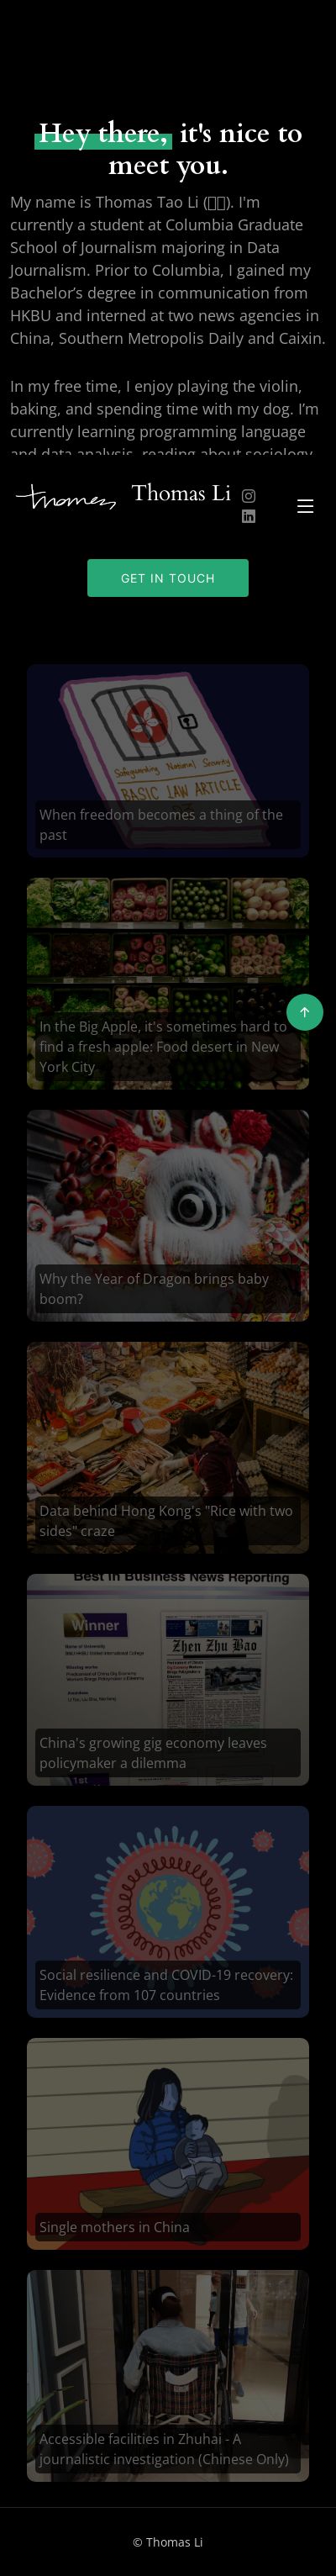 Hey there, it's nice to
meet you.
My name is Thomas Tao Li (). I'm
currently a student at Columbia Graduate
School of Journalism majoring in Data
Journalism. Prior to Columbia, I gained my
Bachelor’s degree in communication from
HKBU and interned at two news agencies in
China, Southern Metropolis Daily and Caixin.
In my free time, I enjoy playing the violin,
baking, and spending time with my dog. I’m
currently learning programming language
and data analysis, reading about sociology
Thomas
Thomas Li
GET IN TOUCH
Safeguarding National Security
BASIC LAW ARTICLE
When freedom becomes a thing of the
past
In the Big Apple, it's sometimes hard to
find a fresh apple: Food desert in New
York City
Why the Year of Dragon brings baby
boom?
Data behind Hong Kong's "Rice with two
sides" craze
Best in Business News Reporting
Winner
Zhen Zhu Bao
China's growing gig economy leaves
policymaker a dilemma
1st
Social resilience and COVID-19 recovery:
Evidence from 107 countries
Single mothers in China
Accessible facilities in Zhuhai - A
journalistic investigation (Chinese Only)
© Thomas Li